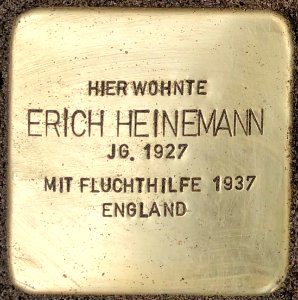 HIER WOHNTE
ERICH HEINEMANN
JG. 1927
MIT FLUCHTHILFE 1937
ENGLAND